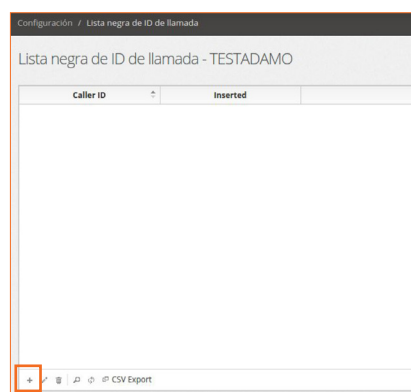 Configuración / Lista negra de ID de llamada
Lista negra de ID de llamada - TESTADAMO
Caller ID Inserted
CSV Export